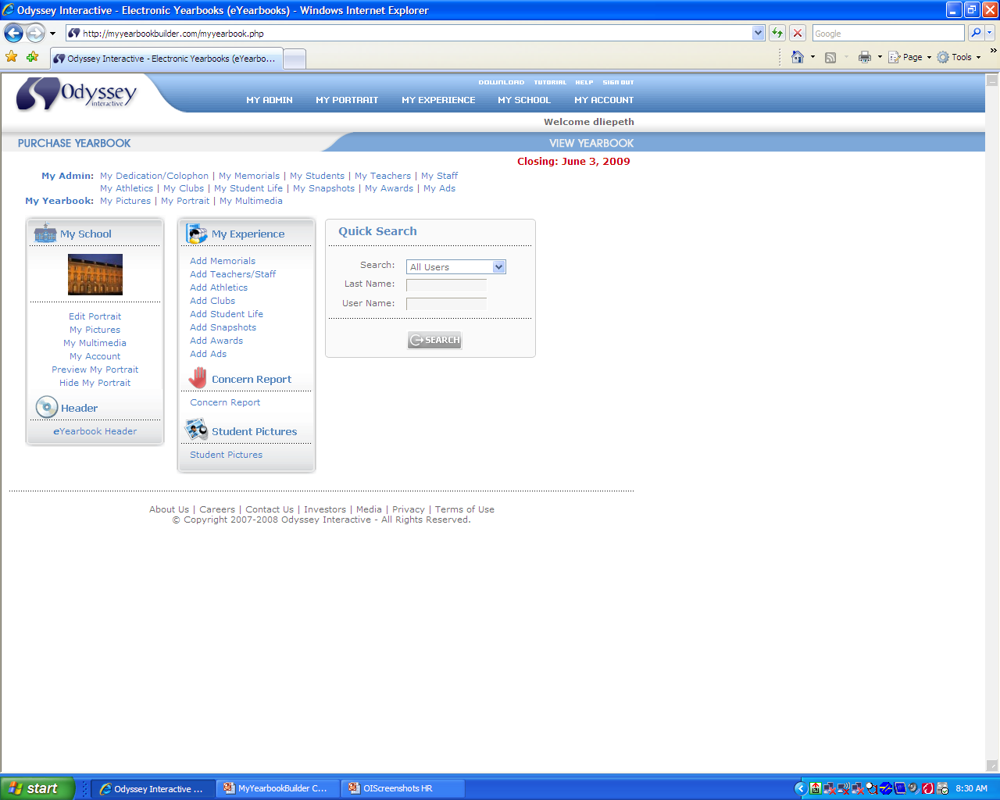 Odyssey Interactive - Electronic Yearbooks (eYearbooks) - Windows Internet Explorer
http://myyearbookbuilder.com/myyearbook.php
Google
Odyssey Interactive - Electronic Yearbooks (eYearbo...
Page
Tools
Odyssey
interactive
DOWNLOAD TUTORIAL HELP SIGN OUT
MY ADMIN MY PORTRAIT MY EXPERIENCE MY SCHOOL MY ACCOUNT
Welcome dliepeth
PURCHASE YEARBOOK
VIEW YEARBOOK
Closing: June 3, 2009
My Admin: My Dedication/Colophon | My Memorials | My Students | My Teachers | My Staff
My Athletics | My Clubs | My Student Life | My Snapshots | My Awards | My Ads
My Yearbook: My Pictures | My Portrait | My Multimedia
My School
Edit Portrait
My Pictures
My Multimedia
My Account
Preview My Portrait
Hide My Portrait
Header
eYearbook Header
My Experience
Add Memorials
Add Teachers/Staff
Add Athletics
Add Clubs
Add Student Life
Add Snapshots
Add Awards
Add Ads
Concern Report
Concern Report
Student Pictures
Student Pictures
Quick Search
Search: All Users
Last Name:
User Name:
SEARCH
About Us | Careers | Contact Us | Investors | Media | Privacy | Terms of Use
© Copyright 2007-2008 Odyssey Interactive - All Rights Reserved.
start
Odyssey Interactive ...
MyYearbookBuilder C...
OIScreenshots HR
8:30 AM